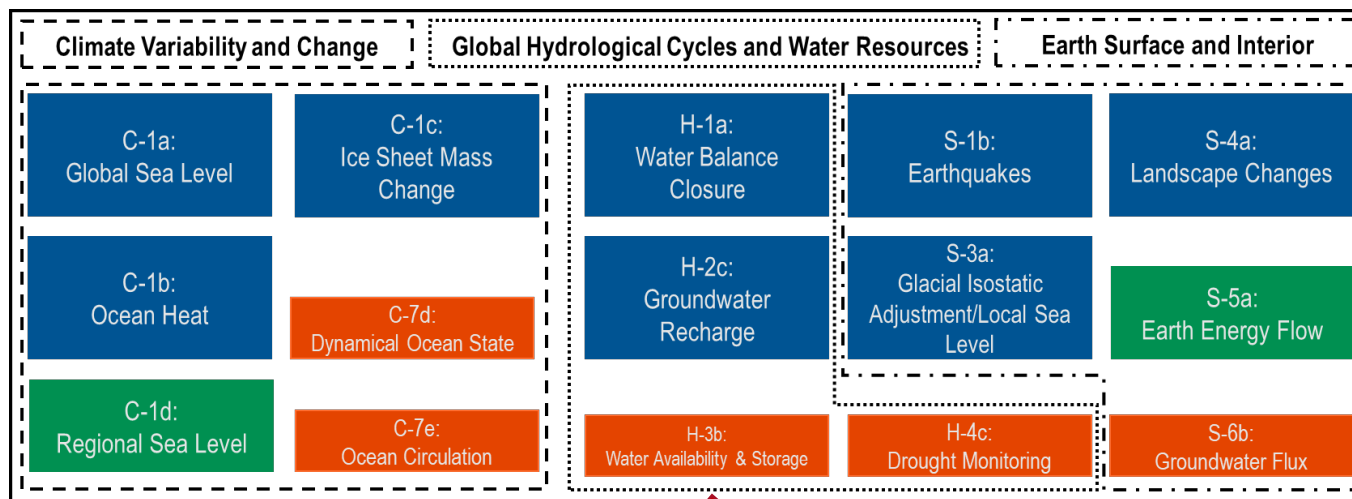 Climate Variability and Change
Global Hydrological Cycles and Water Resources
Earth Surface and Interior
C-1a:
Global Sea Level
C-1c:
Ice Sheet Mass
Change
C-1b:
Ocean Heat
C-7d:
Dynamical Ocean State
C-1d:
Regional Sea Level
C-7e:
Ocean Circulation
H-1a:
Water Balance
Closure
H-2c:
Groundwater
Recharge
H-3b:
Water Availability & Storage
H-4c:
Drought Monitoring
S-1b:
Earthquakes
S-4a:
Landscape Changes
S-3a:
Glacial Isostatic
Adjustment/Local Sea
Level
S-5a:
Earth Energy Flow
S-6b:
Groundwater Flux